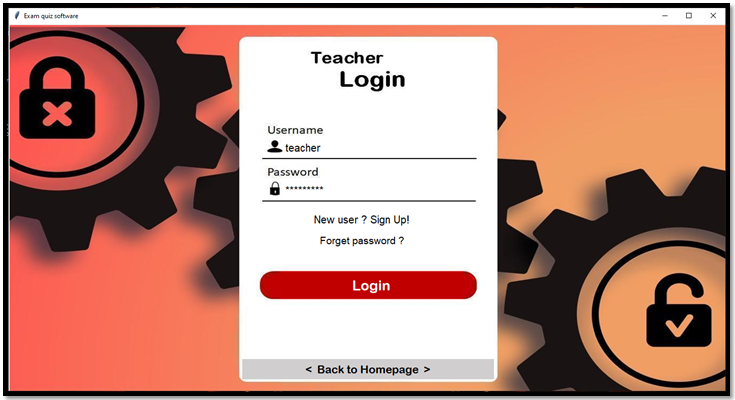 Exam quiz software
Teacher
Login
Username
teacher
Password
*********
New user ? Sign Up!
Forget password ?
Login
< Back to Homepage >